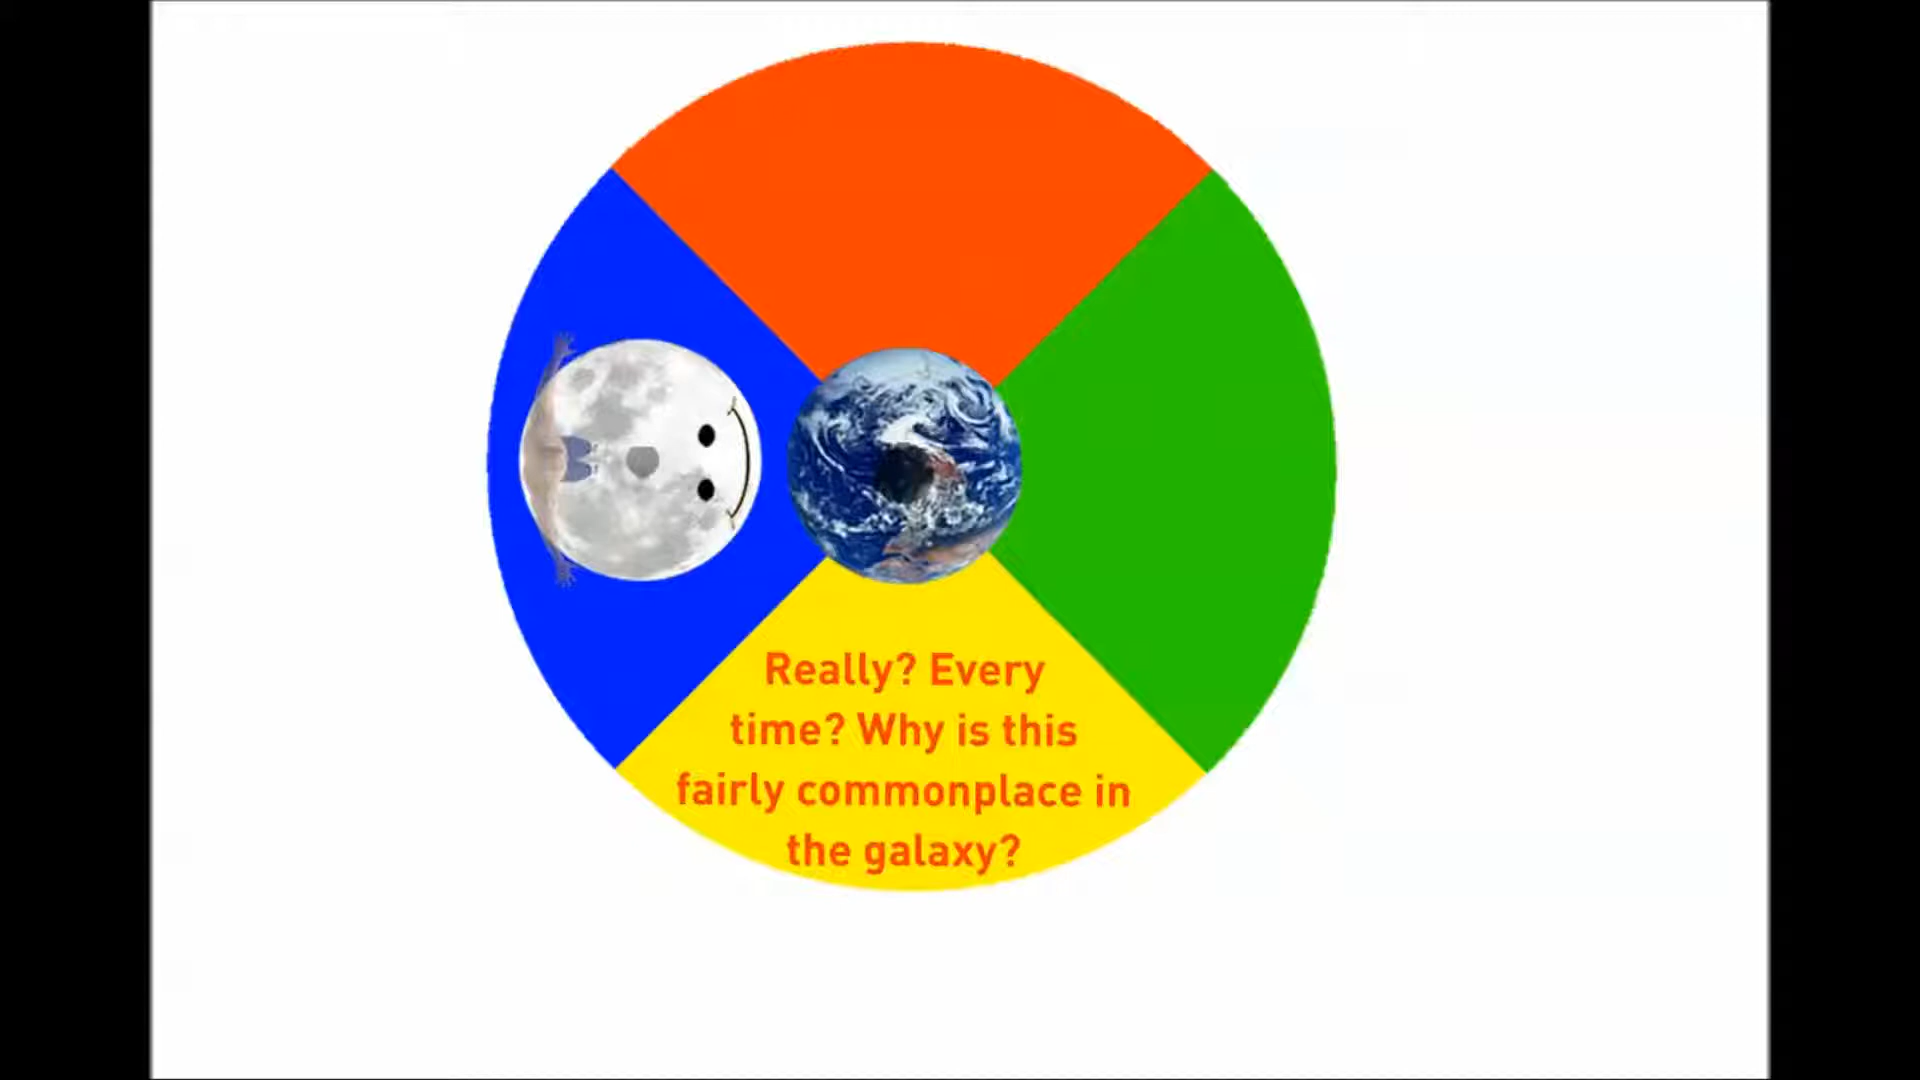 Really? Every
time? Why is this
fairly commonplace in
the galaxy?